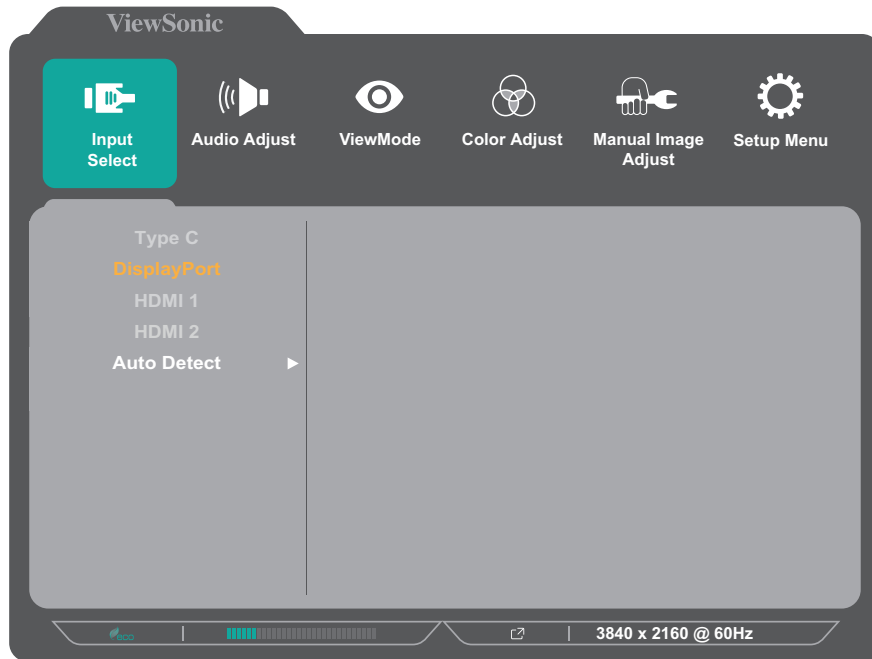 ViewSonic
Input
Select
Audio Adjust
ViewMode
Color Adjust
Manual Image
Adjust
Setup Menu
Type C
DisplayPort
HDMI 1
HDMI 2
Auto Detect
eco
3840 x 2160 @ 60Hz